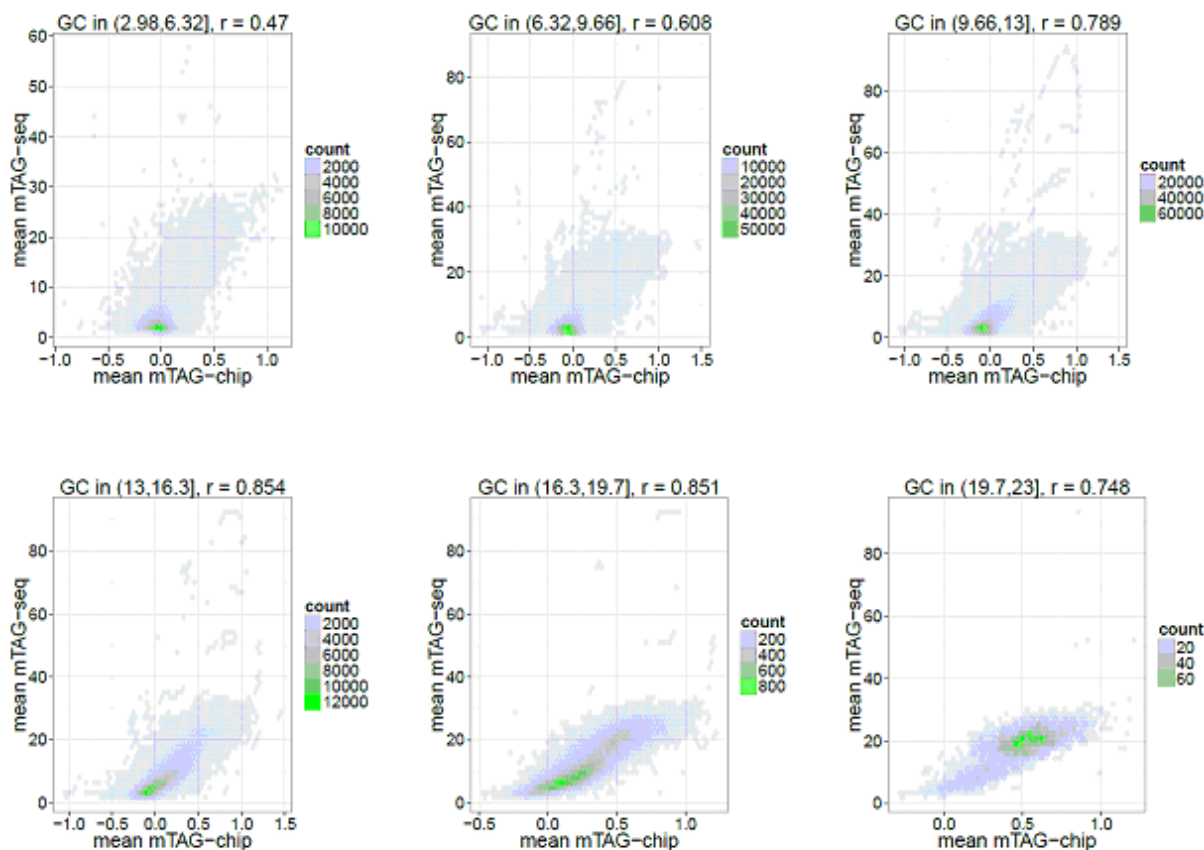 GC in (2.98,6.32], r = 0.47
60
50
40
30
20
10
0
mean mTAG−seq
−1.0 −0.5 0.0 0.5 1.0
mean mTAG−chip
count
2000
4000
6000
8000
10000
GC in (6.32,9.66], r = 0.608
80
60
40
20
0
mean mTAG−seq
−1.0 −0.5 0.0 0.5 1.0 1.5
mean mTAG−chip
count
10000
20000
30000
40000
50000
GC in (9.66,13], r = 0.789
80
60
40
20
0
mean mTAG−seq
−1.0 −0.5 0.0 0.5 1.0 1.5
mean mTAG−chip
count
20000
40000
60000
GC in (13,16.3], r = 0.854
80
60
40
20
0
mean mTAG−seq
−1.0 −0.5 0.0 0.5 1.0 1.5
mean mTAG−chip
count
2000
4000
6000
8000
10000
12000
GC in (16.3,19.7], r = 0.851
80
60
40
20
0
mean mTAG−seq
−0.5 0.0 0.5 1.0
mean mTAG−chip
count
200
400
600
800
GC in (19.7,23], r = 0.748
80
60
40
20
0
mean mTAG−seq
0.0 0.5 1.0
mean mTAG−chip
count
20
40
60